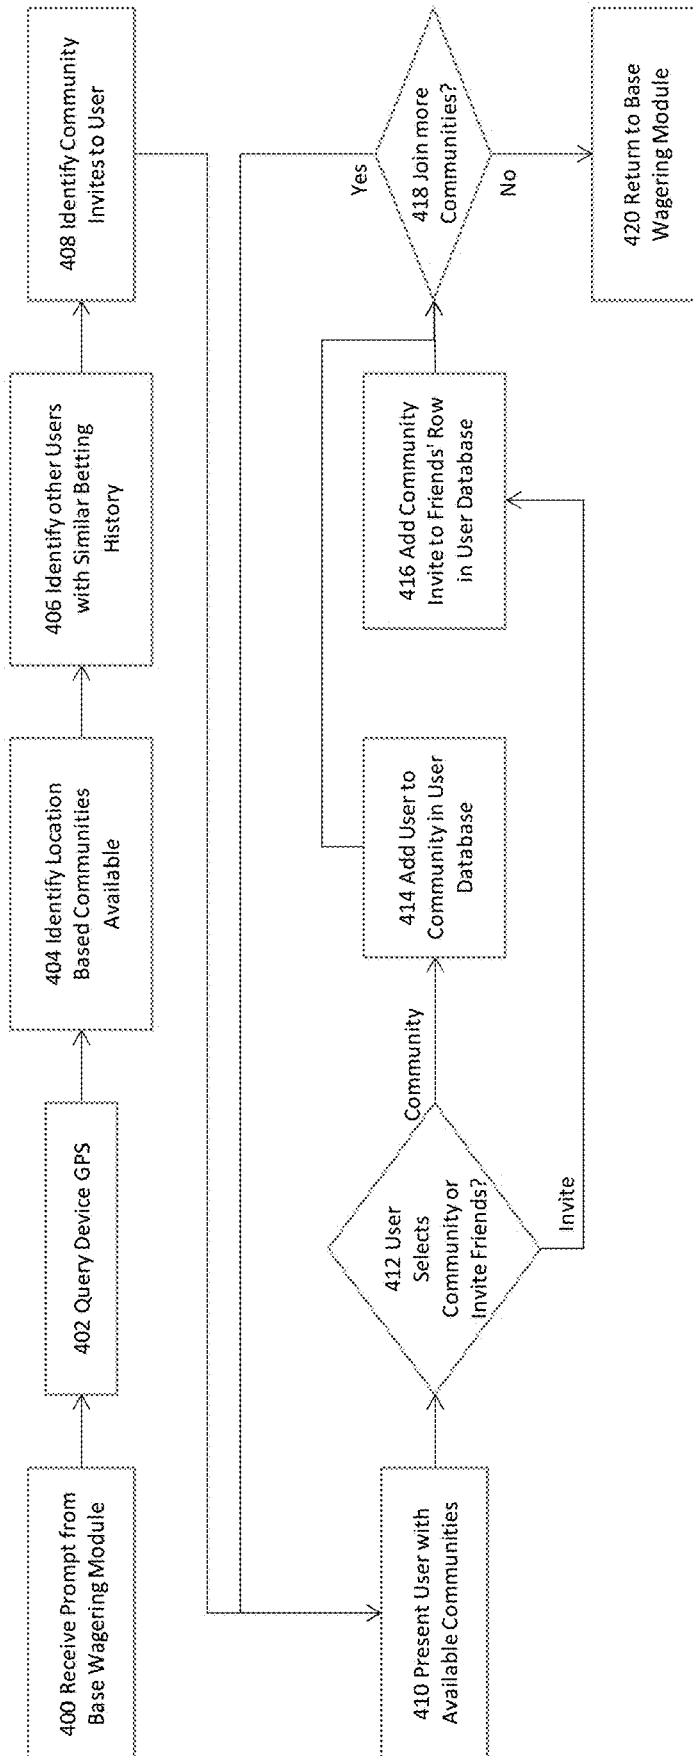 400 Receive Prompt from
Base Wagering Module
402 Query Device GPS
404 Identify Location
Based Communities
Available
406 Identify other Users
with Similar Betting
History
408 Identify Community
Invites to User
410 Present User with
Available Communities
412 User
Selects
Community or
Invite Friends?
Community
Invite
414 Add User to
Community in User
Database
416 Add Community
Invite to Friends' Row
in User Database
418 Join more
Communities?
Yes
No
420 Return to Base
Wagering Module